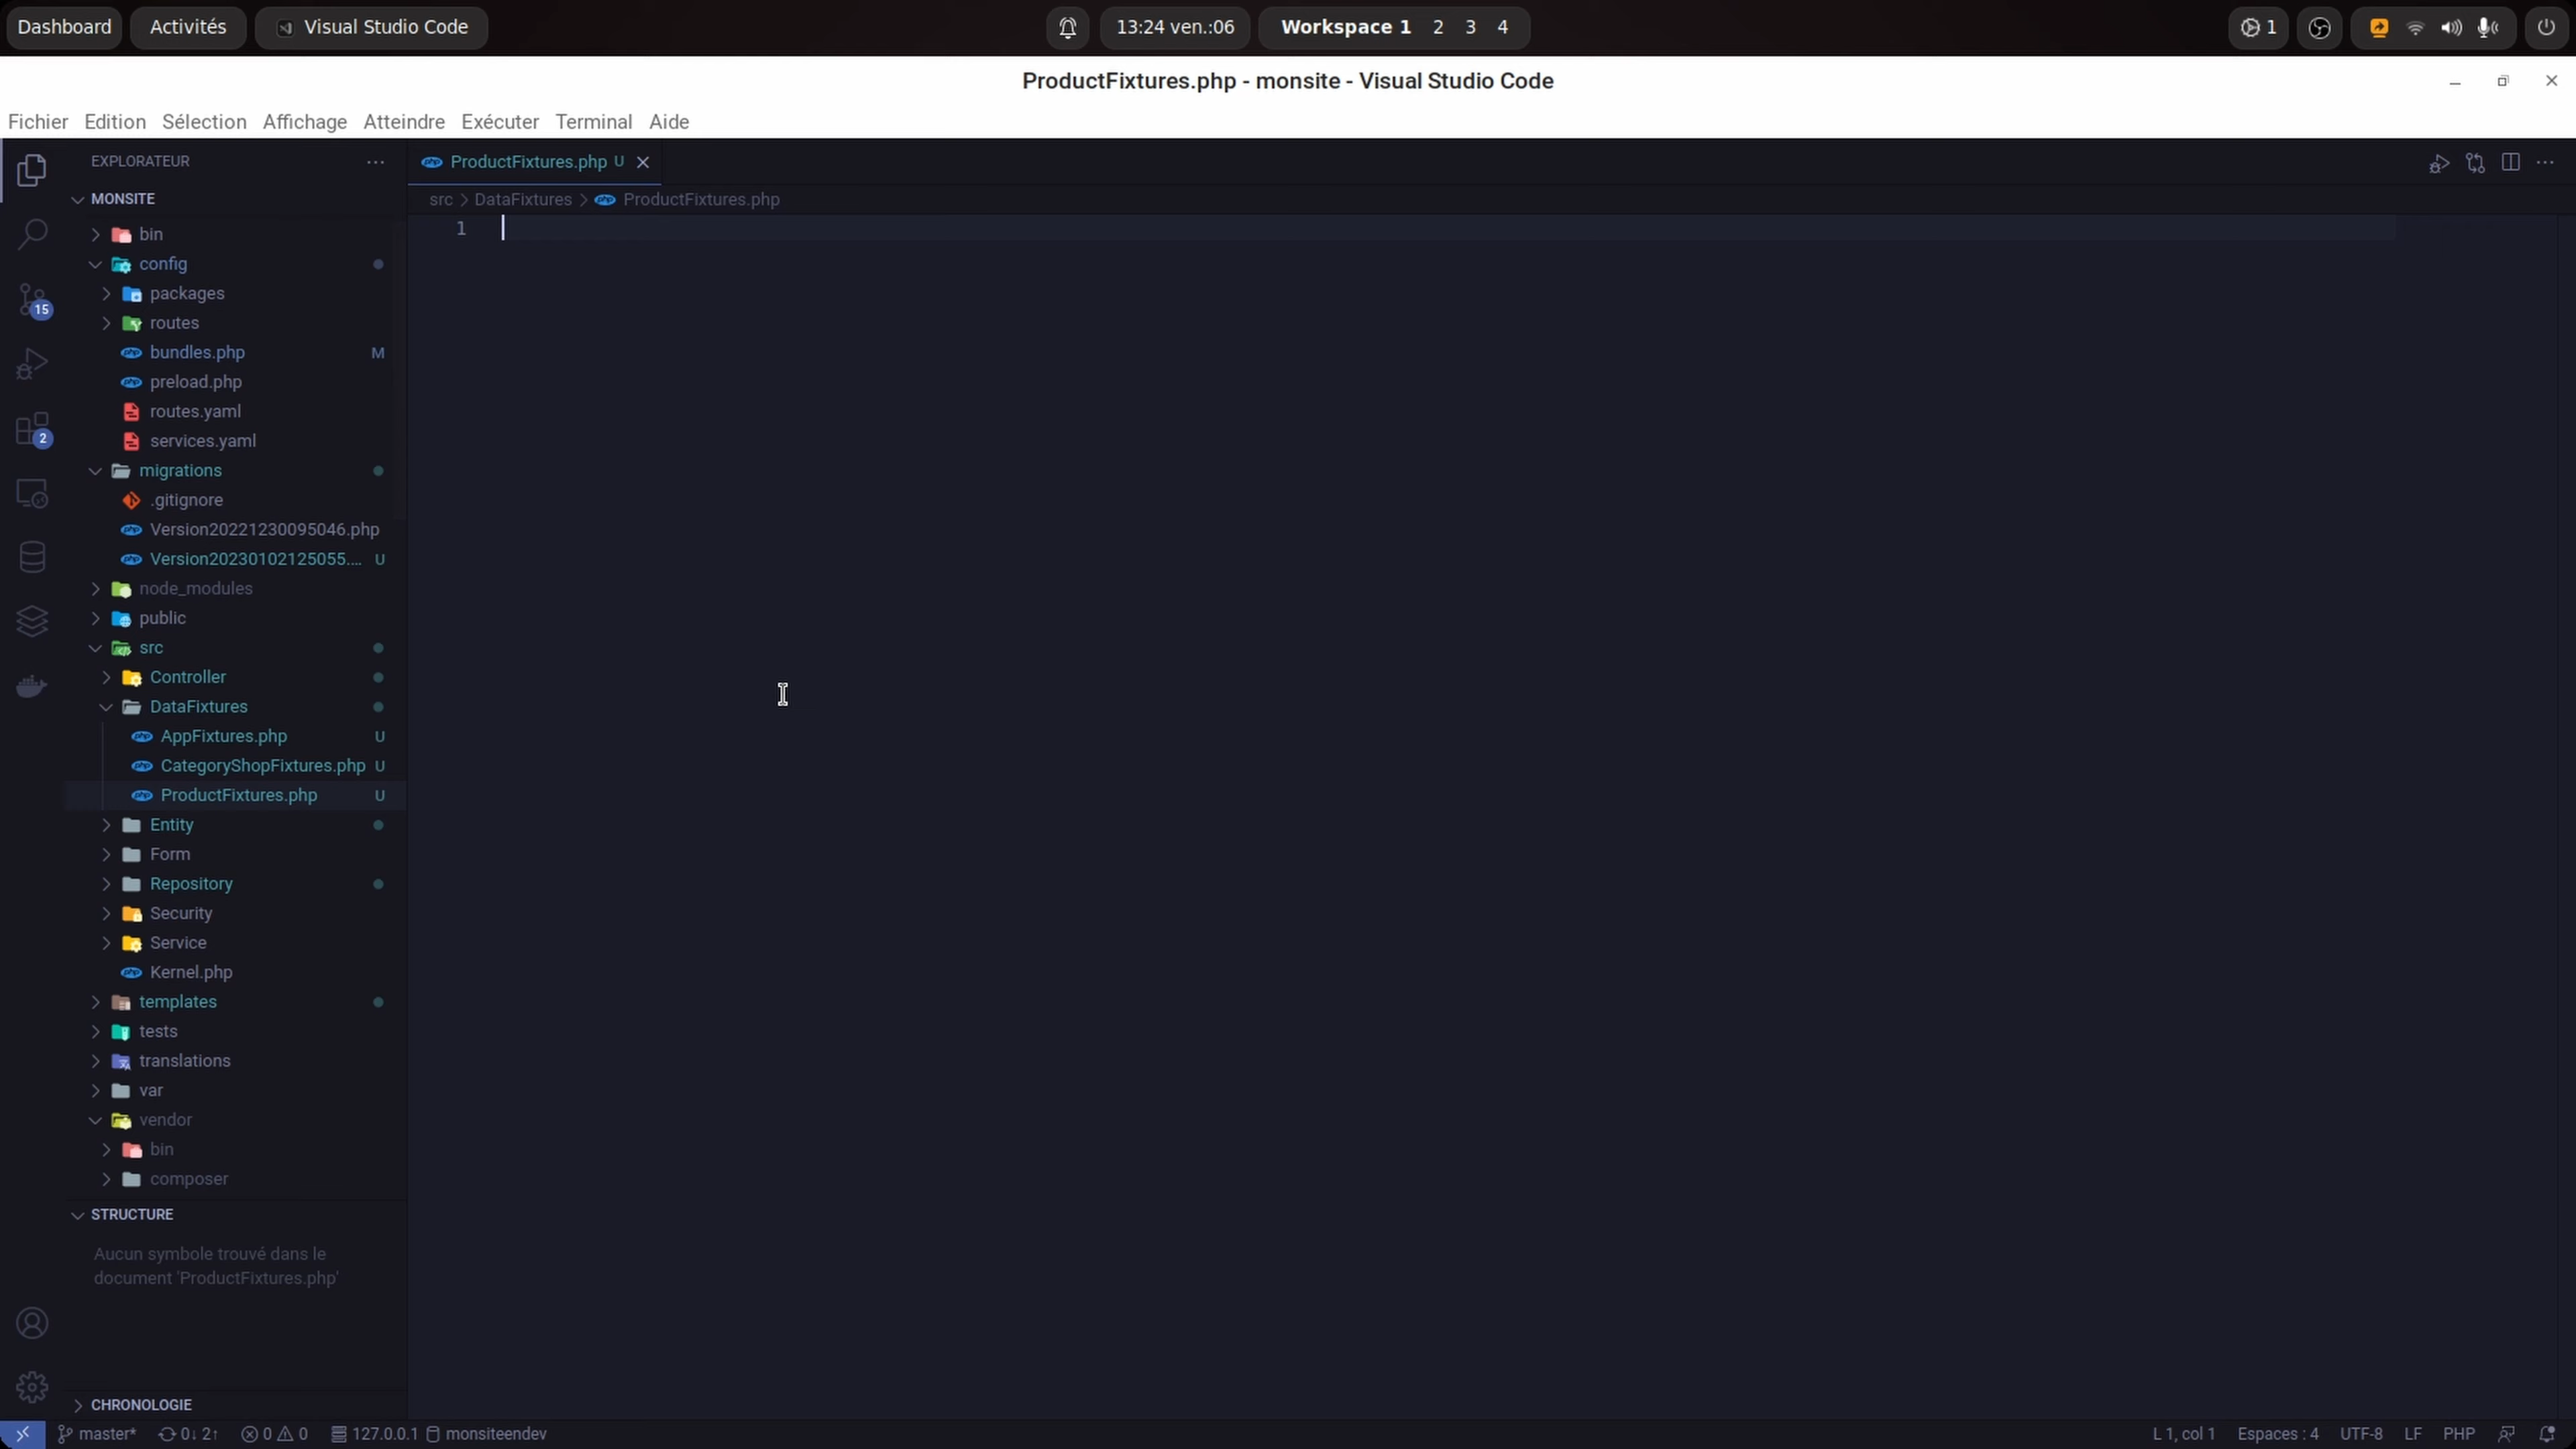 Dashboard Activités Visual Studio Code 13:24 ven.:06 Workspace 1 2 3 4 1
ProductFixtures.php - monsite - Visual Studio Code
Fichier Edition Sélection Affichage Atteindre Exécuter Terminal Aide
EXPLORATEUR
ProductFixtures.php U
MONSITE
src > DataFixtures > ProductFixtures.php
1
bin
config
packages
routes
15
bundles.php M
preload.php
routes.yaml
services.yaml
2
migrations
.gitignore
Version20221230095046.php
Version20230102125055.... U
node_modules
public
src
Controller
DataFixtures
AppFixtures.php U
CategoryShopFixtures.php U
ProductFixtures.php U
Entity
Form
Repository
Security
Service
Kernel.php
templates
tests
translations
var
vendor
bin
composer
STRUCTURE
Aucun symbole trouvé dans le
document 'ProductFixtures.php'
CHRONOLOGIE
master* 0↓ 2↑ 0 0 127.0.0.1 monsiteendev L 1, col 1 Espaces : 4 UTF-8 LF PHP